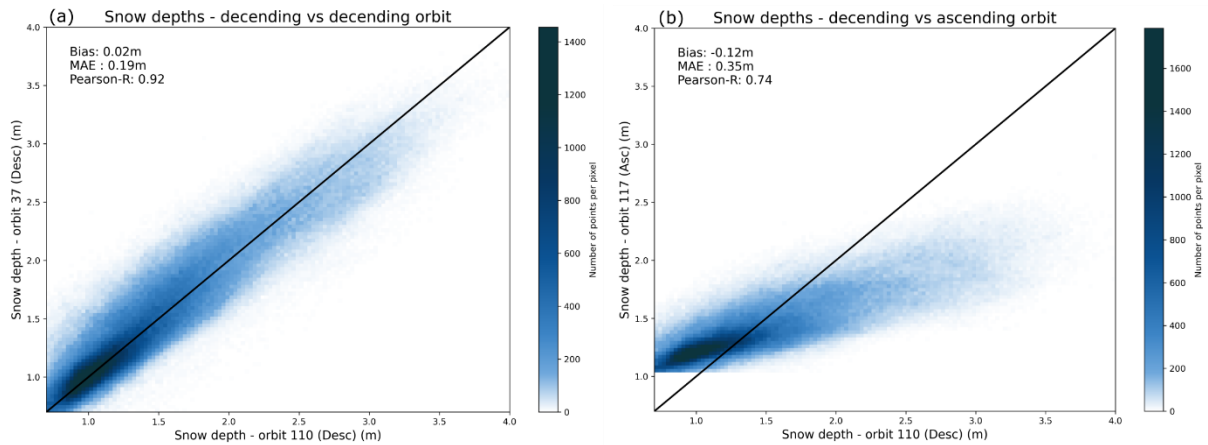 (a)
Snow depths - decending vs decending orbit
Bias: 0.02m
MAE : 0.19m
Pearson-R: 0.92
Snow depth - orbit 37 (Desc) (m)
4.0
3.5
3.0
2.5
2.0
1.5
1.0
1.0 1.5 2.0 2.5 3.0 3.5 4.0
Snow depth - orbit 110 (Desc) (m)
1400
1200
1000
800
600
400
200
0
Number of points per pixel
(b)
Snow depths - decending vs ascending orbit
Bias: -0.12m
MAE : 0.35m
Pearson-R: 0.74
Snow depth - orbit 117 (Asc) (m)
4.0
3.5
3.0
2.5
2.0
1.5
1.0
1.0 1.5 2.0 2.5 3.0 3.5 4.0
Snow depth - orbit 110 (Desc) (m)
1600
1400
1200
1000
800
600
400
200
0
Number of points per pixel